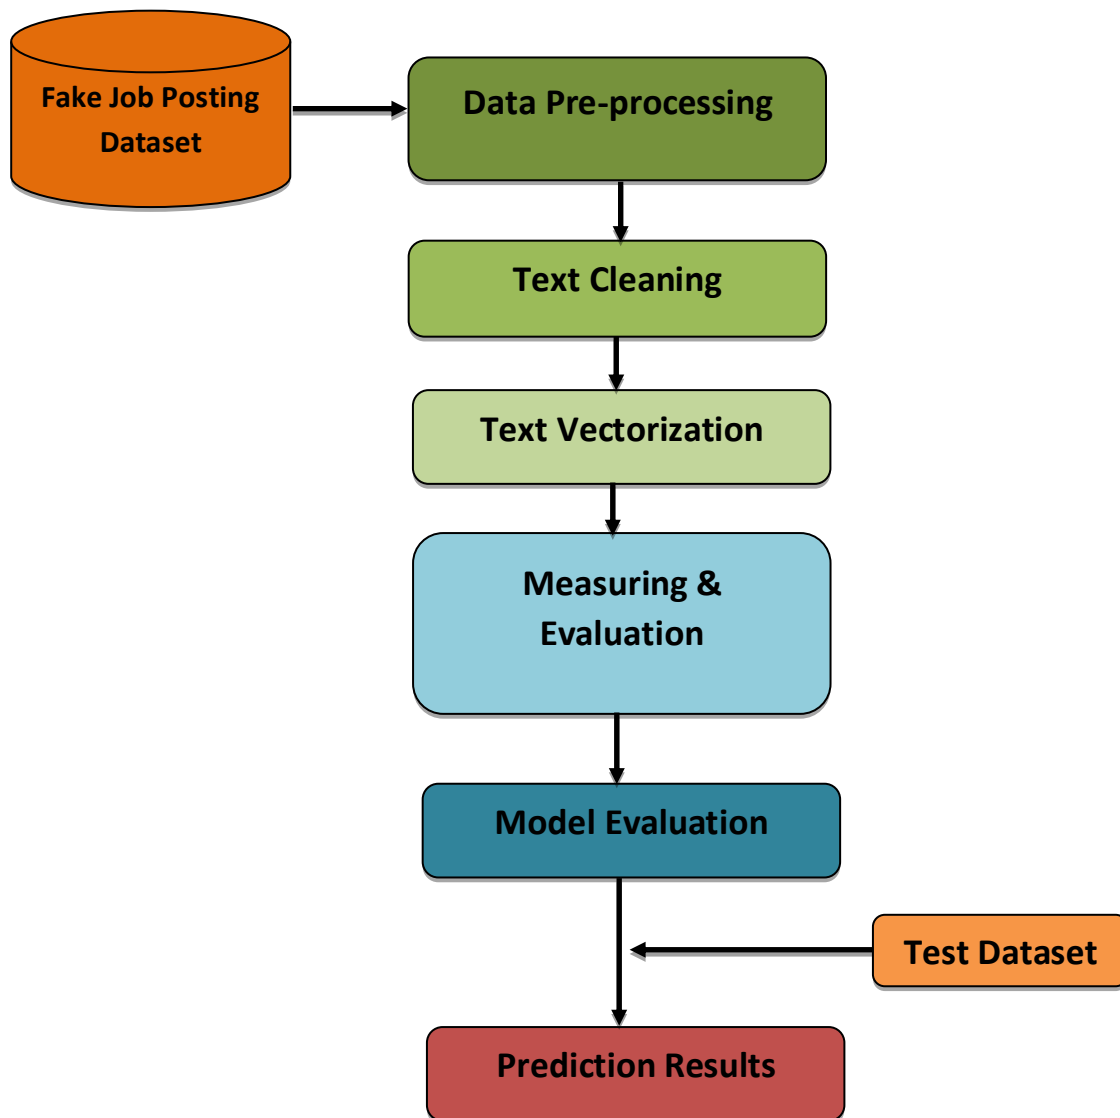 Fake Job Posting
Dataset
Data Pre-processing
Text Cleaning
Text Vectorization
Measuring &
Evaluation
Model Evaluation
Test Dataset
Prediction Results